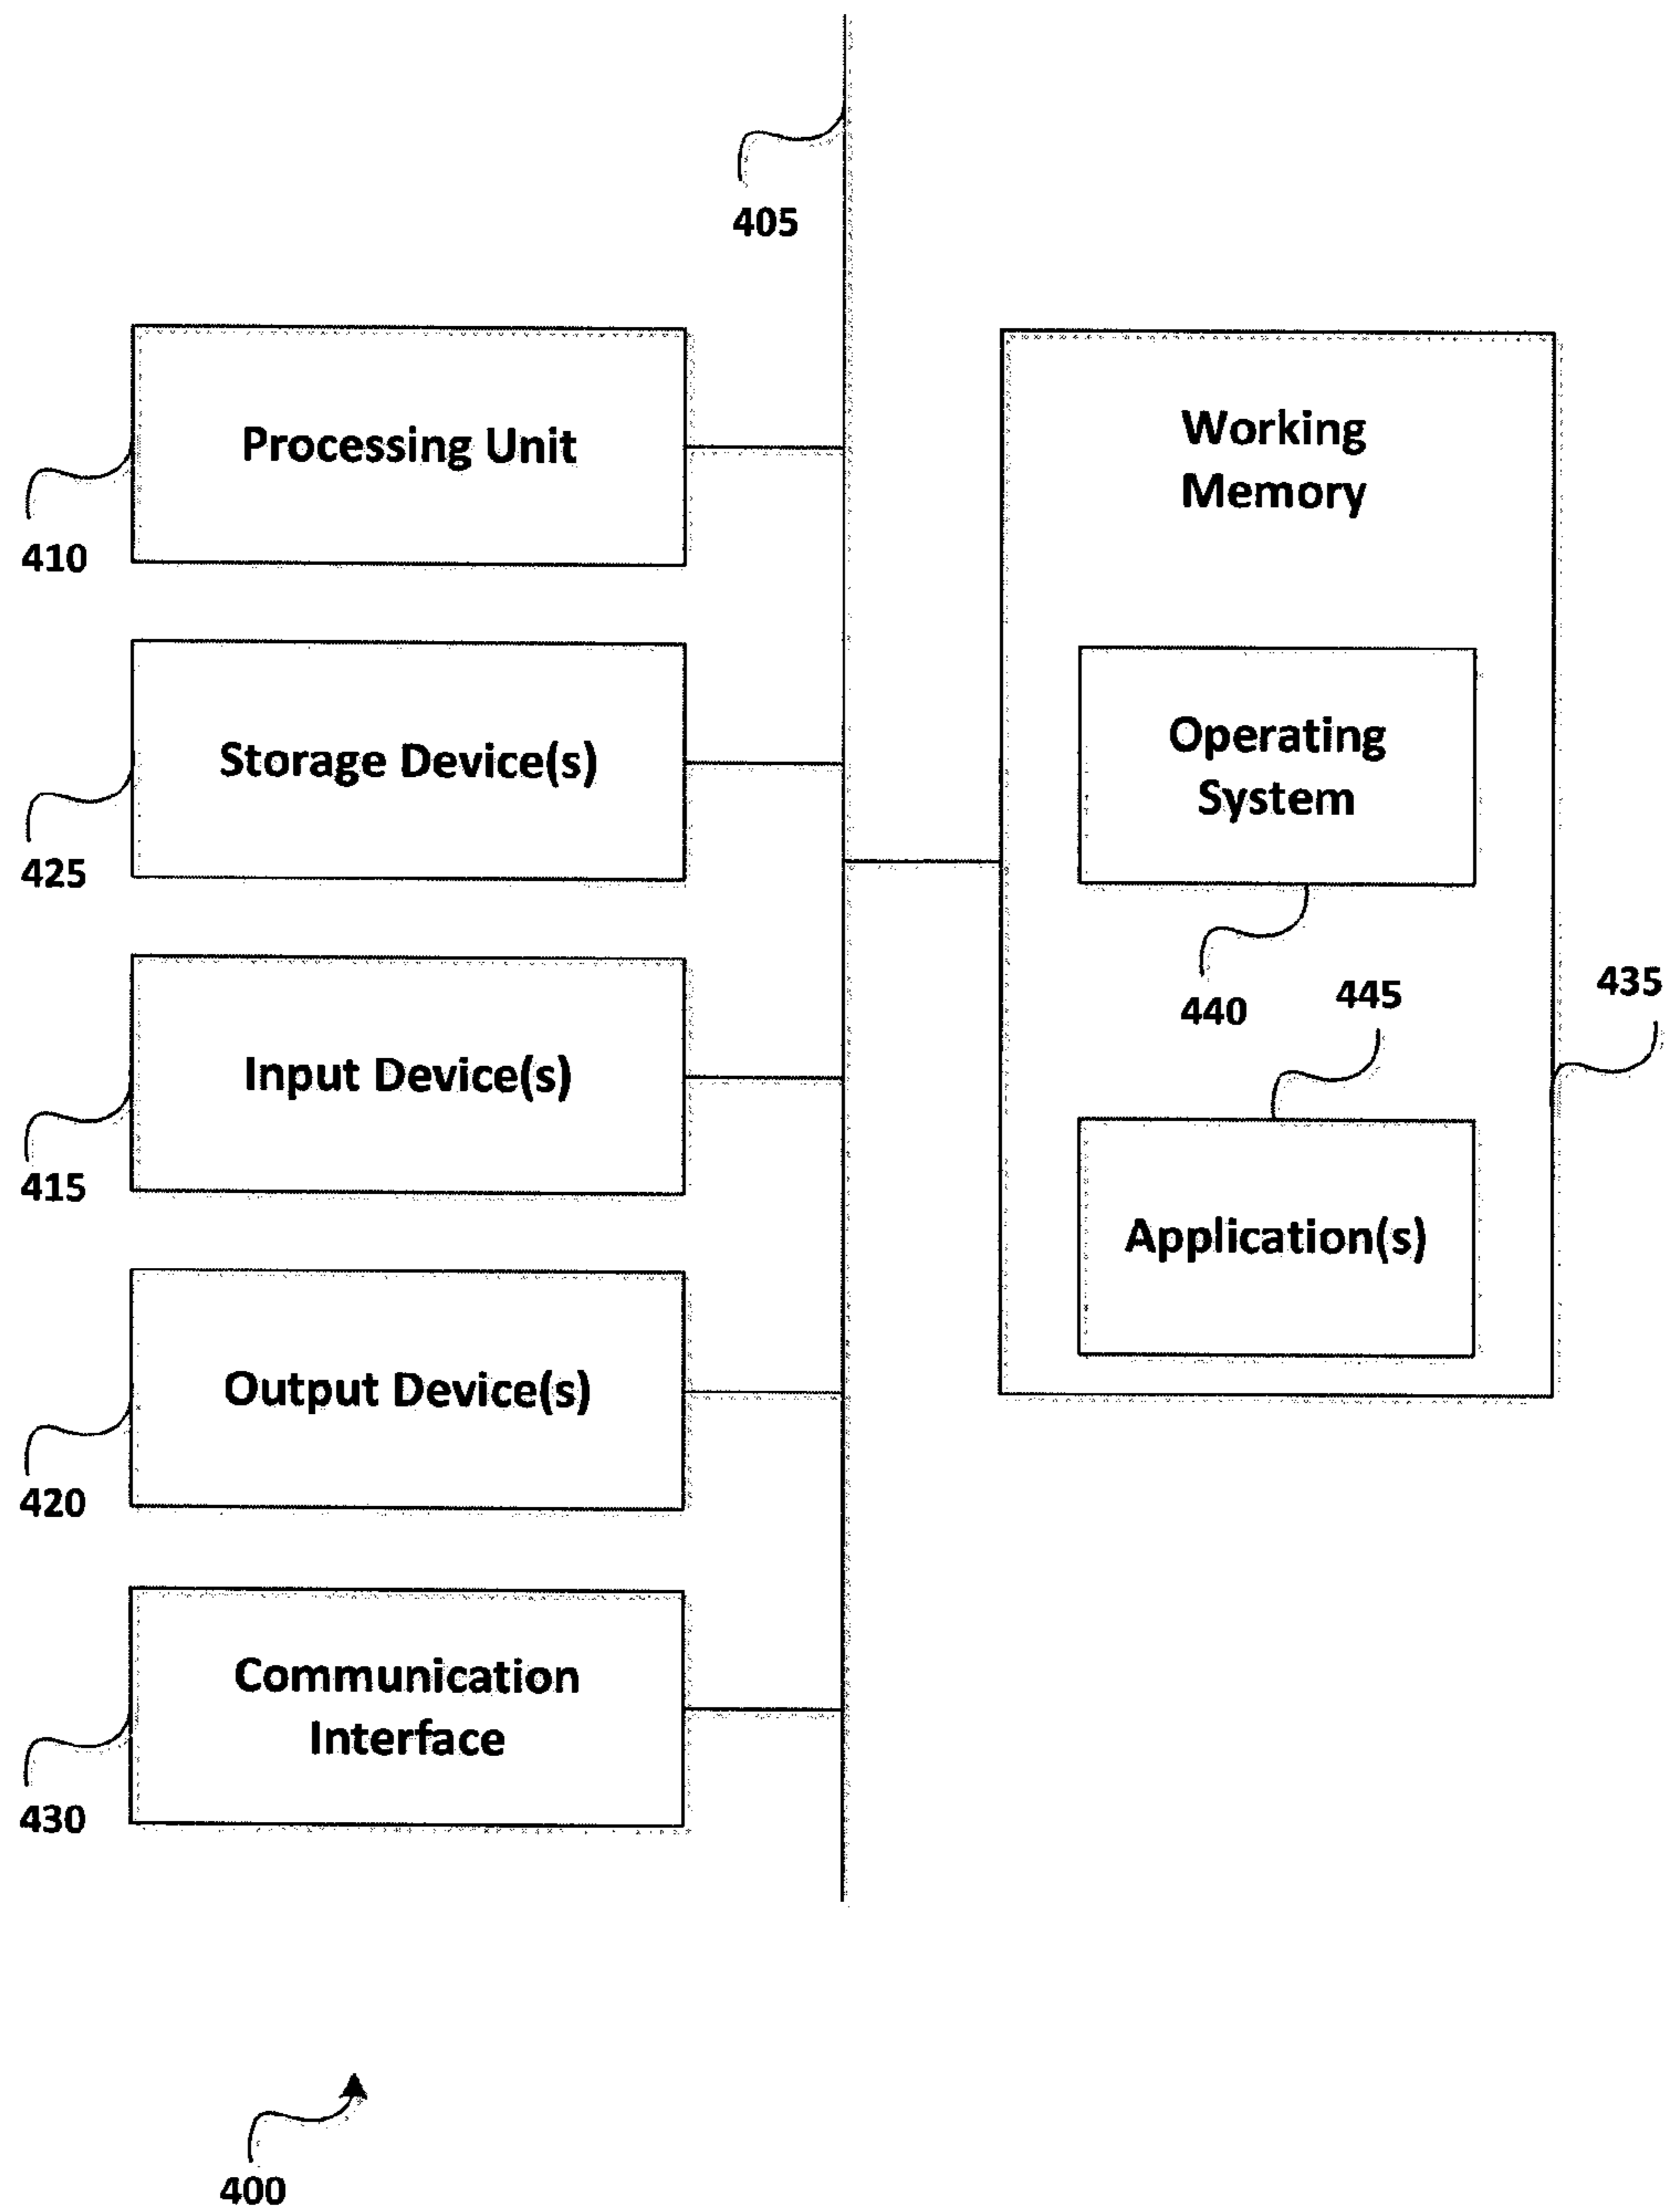 405
Processing Unit
410
Storage Device(s)
425
Input Device(s)
415
Output Device(s)
420
Communication
Interface
430
Working
Memory
Operating
System
440
445
435
Application(s)
400